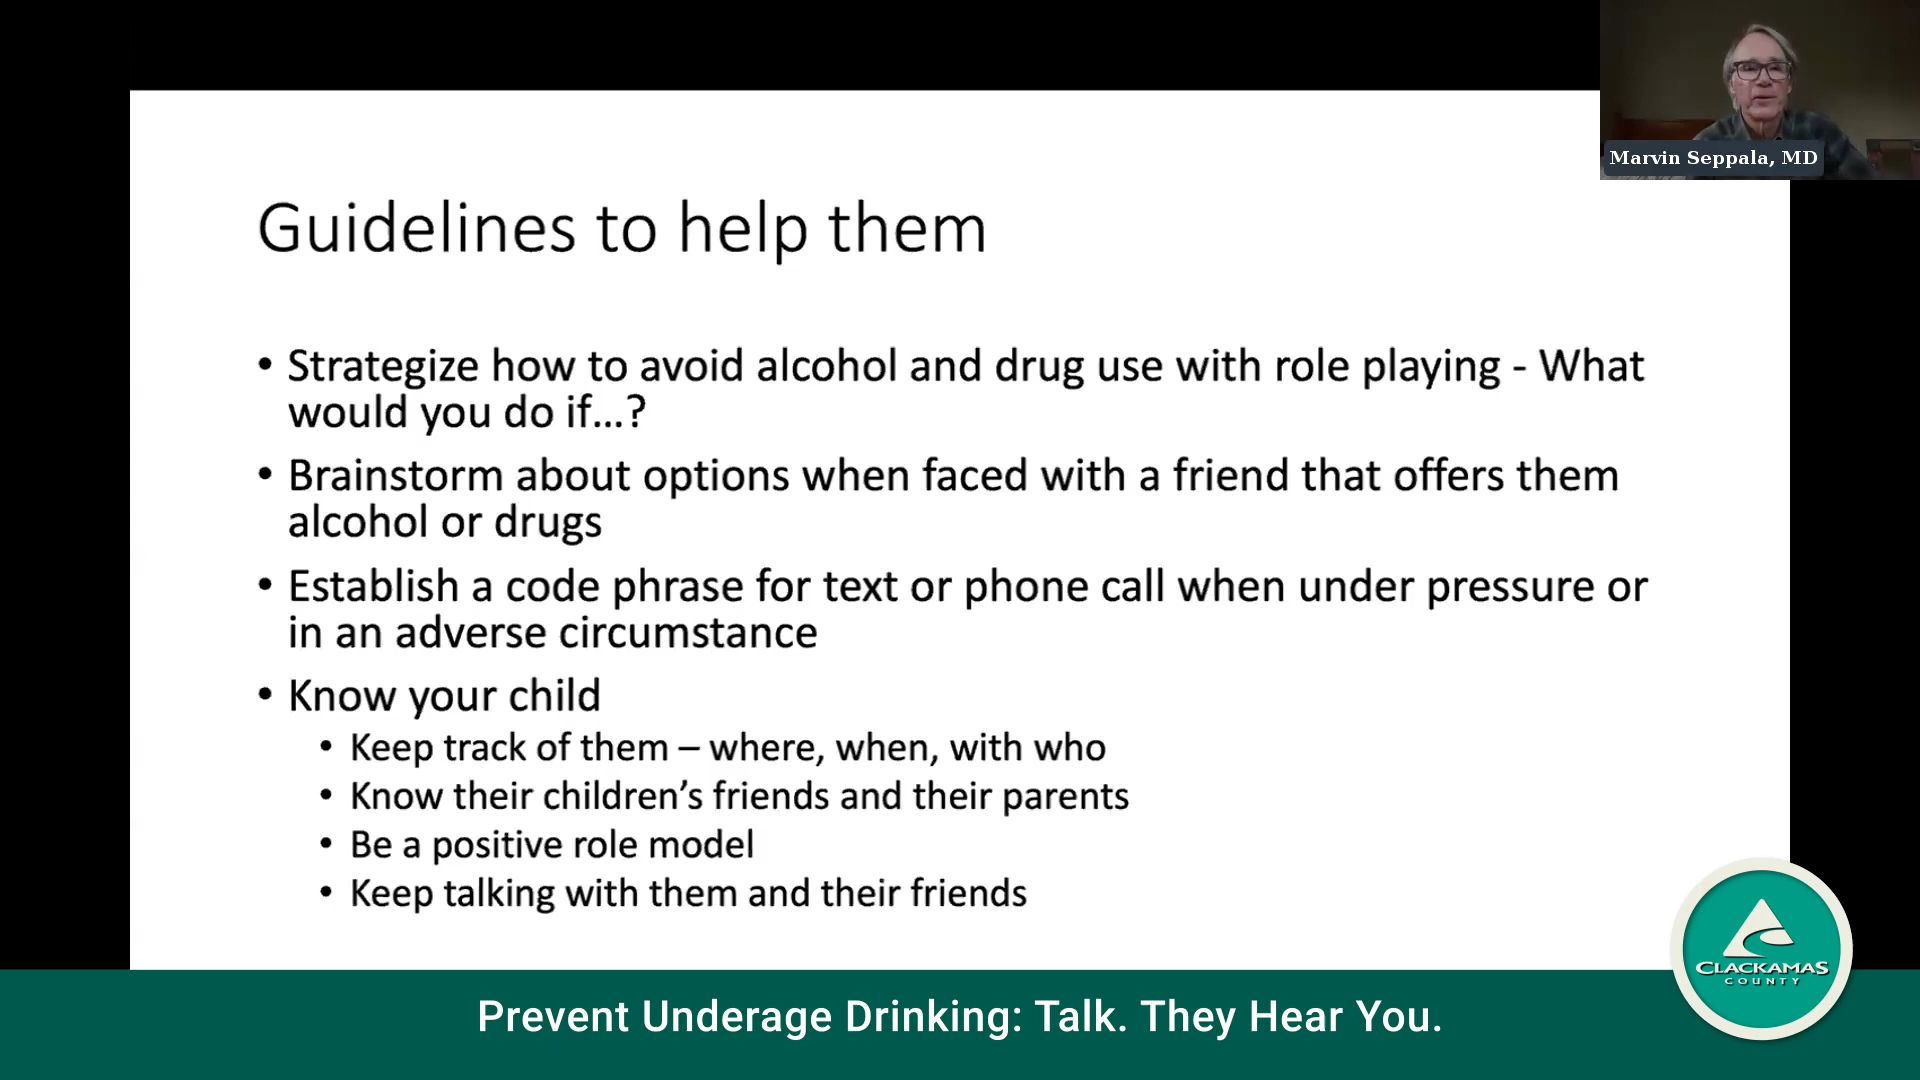 Marvin Seppala, MD
Guidelines to help them
• Strategize how to avoid alcohol and drug use with role playing - What
would you do if...?
• Brainstorm about options when faced with a friend that offers them
alcohol or drugs
• Establish a code phrase for text or phone call when under pressure or
in an adverse circumstance
• Know your child
• Keep track of them – where, when, with who
• Know their children’s friends and their parents
• Be a positive role model
• Keep talking with them and their friends
CLACKAMAS
COUNTY
Prevent Underage Drinking: Talk. They Hear You.